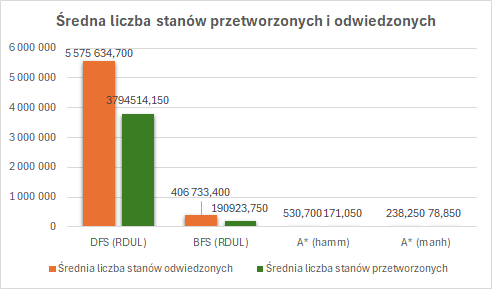 Średna liczba stanów przetworzonych i odwiedzonych
6 000 000
5 000 000
4 000 000
3 000 000
2 000 000
1 000 000
0
5 575 634,700
3794514,150
406 733,400
190923,750
530,700 171,050
238,250 78,850
DFS (RDUL)
BFS (RDUL)
A* (hamm)
A* (manh)
Średnia liczba stanów odwiedzonych
Średnia liczba stanów przetworzonych